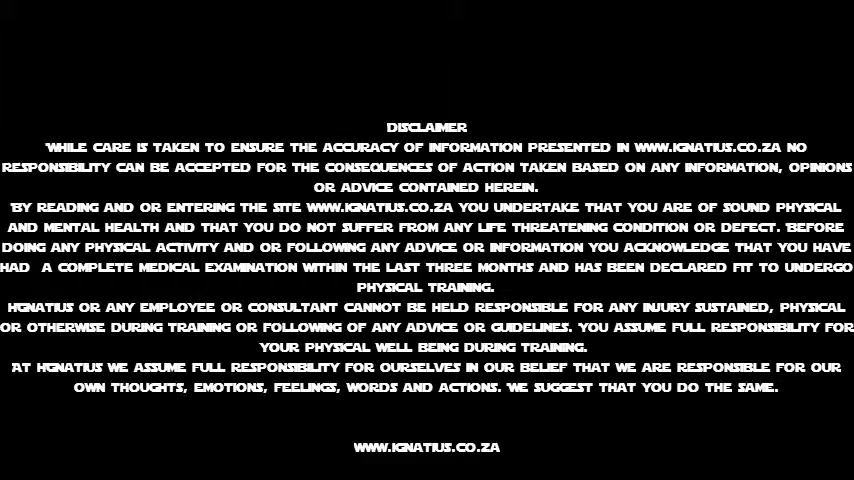 DISCLAIMER
WHILE CARE IS TAKEN TO ENSURE THE ACCURACY OF INFORMATION PRESENTED IN WWW.IGNATIUS.CO.ZA NO
RESPONSIBILITY CAN BE ACCEPTED FOR THE CONSEQUENCES OF ACTION TAKEN BASED ON ANY INFORMATION, OPINIONS
OR ADVICE CONTAINED HEREIN.
BY READING AND OR ENTERING THE SITE WWW.IGNATIUS.CO.ZA YOU UNDERTAKE THAT YOU ARE OF SOUND PHYSICAL
AND MENTAL HEALTH AND THAT YOU DO NOT SUFFER FROM ANY LIFE THREATENING CONDITION OR DEFECT. BEFORE
DOING ANY PHYSICAL ACTIVITY AND OR FOLLOWING ANY ADVICE OR INFORMATION YOU ACKNOWLEDGE THAT YOU HAVE
HAD A COMPLETE MEDICAL EXAMINATION WITHIN THE LAST THREE MONTHS AND HAS BEEN DECLARED FIT TO UNDERGO
PHYSICAL TRAINING.
H'GNATIUS OR ANY EMPLOYEE OR CONSULTANT CANNOT BE HELD RESPONSIBLE FOR ANY INJURY SUSTAINED, PHYSICAL
OR OTHERWISE DURING TRAINING OR FOLLOWING OF ANY ADVICE OR GUIDELINES. YOU ASSUME FULL RESPONSIBILITY FOR
YOUR PHYSICAL WELL BEING DURING TRAINING.
AT H'GNATIUS WE ASSUME FULL RESPONSIBILITY FOR OURSELVES IN OUR BELIEF THAT WE ARE RESPONSIBLE FOR OUR
OWN THOUGHTS, EMOTIONS, FEELINGS, WORDS AND ACTIONS. WE SUGGEST THAT YOU DO THE SAME.
WWW.IGNATIUS.CO.ZA